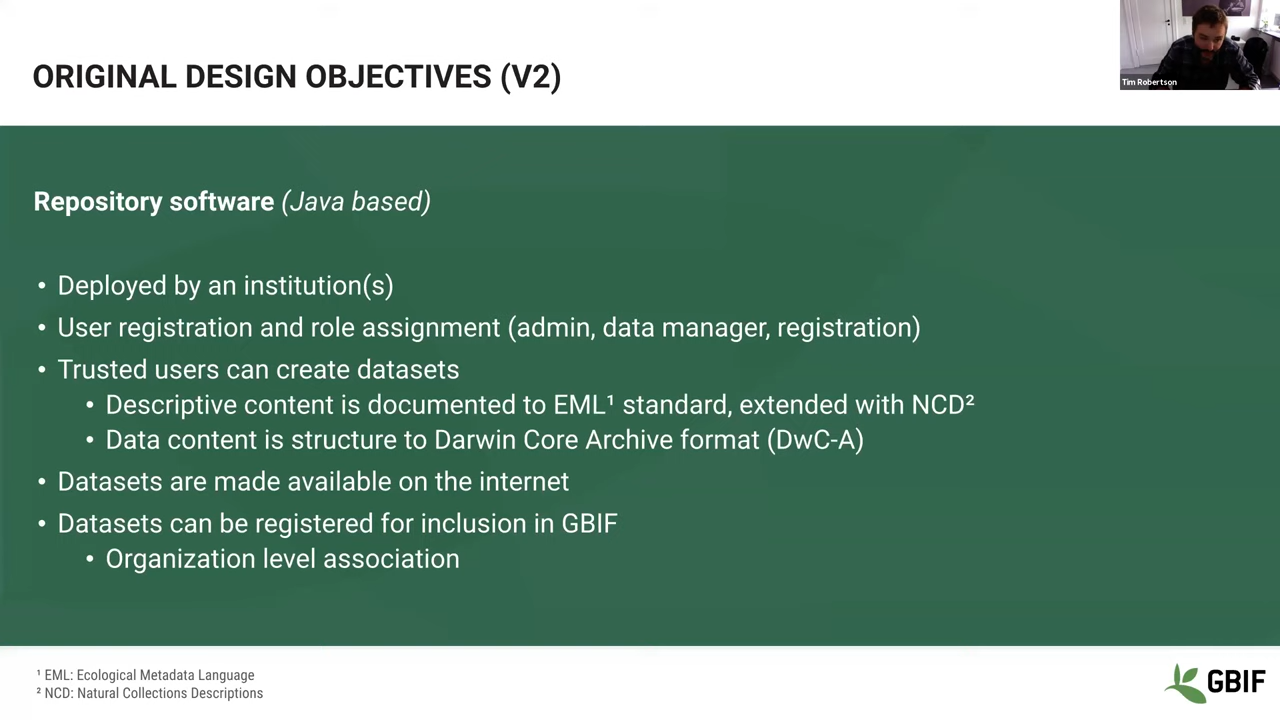 ORIGINAL DESIGN OBJECTIVES (V2)
Tim Robertson
Repository software (Java based)
• Deployed by an institution(s)
• User registration and role assignment (admin, data manager, registration)
• Trusted users can create datasets
• Descriptive content is documented to EML¹ standard, extended with NCD²
• Data content is structure to Darwin Core Archive format (DwC-A)
• Datasets are made available on the internet
• Datasets can be registered for inclusion in GBIF
• Organization level association
¹ EML: Ecological Metadata Language
² NCD: Natural Collections Descriptions
GBIF